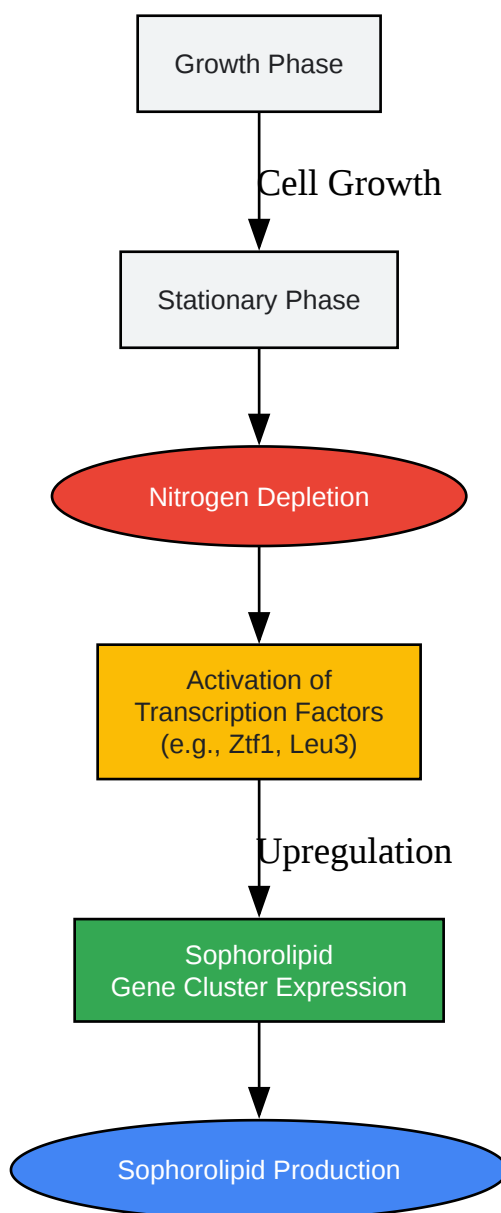 Growth Phase
Cell Growth
Stationary Phase
Nitrogen Depletion
Activation of
Transcription Factors
(e.g., Ztf1, Leu3)
Upregulation
Sophorolipid
Gene Cluster Expression
Sophorolipid Production